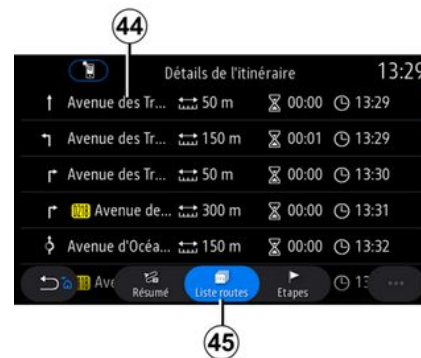 44
Détails de l'itinéraire 13:29
Avenue des Tr... 50 m 00:00 13:29
Avenue des Tr... 150 m 00:01 13:29
Avenue des Tr... 50 m 00:00 13:30
D218 Avenue de... 300 m 00:00 13:31
Avenue d'Océa... 150 m 00:00 13:32
Ave 13
Résumé Liste routes Etapes ...
45